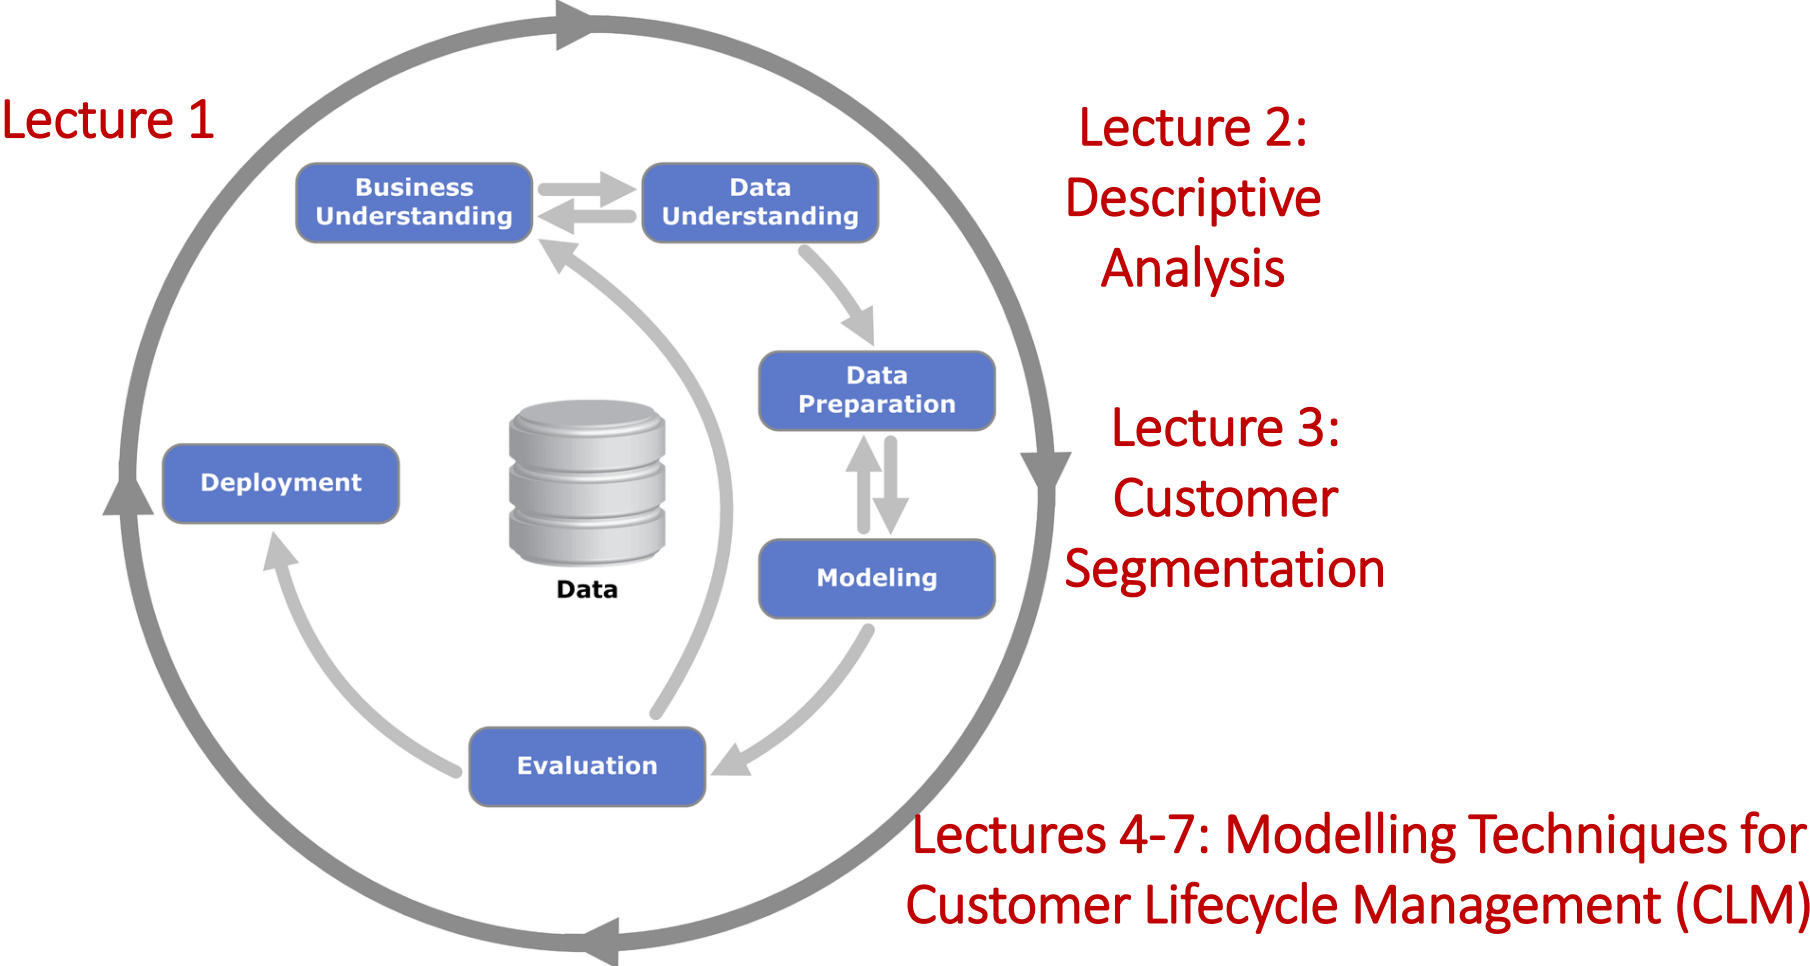 Lecture 1
Lecture 2:
Descriptive
Analysis
Business
Understanding
Data
Understanding
Data
Preparation
Lecture 3:
Customer
Segmentation
Deployment
Data
Modeling
Evaluation
Lectures 4-7: Modelling Techniques for
Customer Lifecycle Management (CLM)